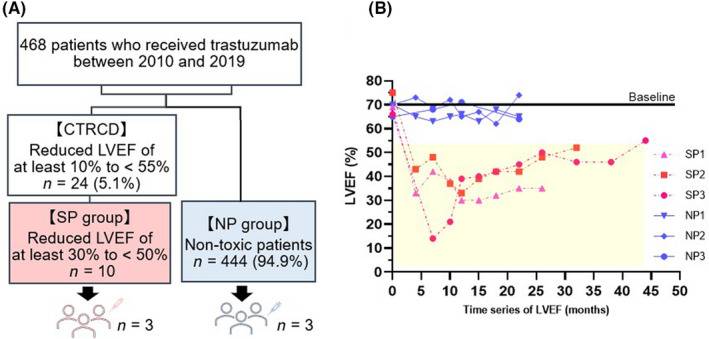 (A)
468 patients who received trastuzumab
between 2010 and 2019
【CTRCD】
Reduced LVEF of
at least 10% to < 55%
n = 24 (5.1%)
【SP group】
Reduced LVEF of
at least 30% to < 50%
n = 10
n = 3
【NP group】
Non-toxic patients
n = 444 (94.9%)
n = 3
(B)
LVEF (%)
80
70
60
50
40
30
20
10
0
Baseline
0 5 10 15 20 25 30 35 40 45 50
Time series of LVEF (months)
SP1
SP2
SP3
NP1
NP2
NP3